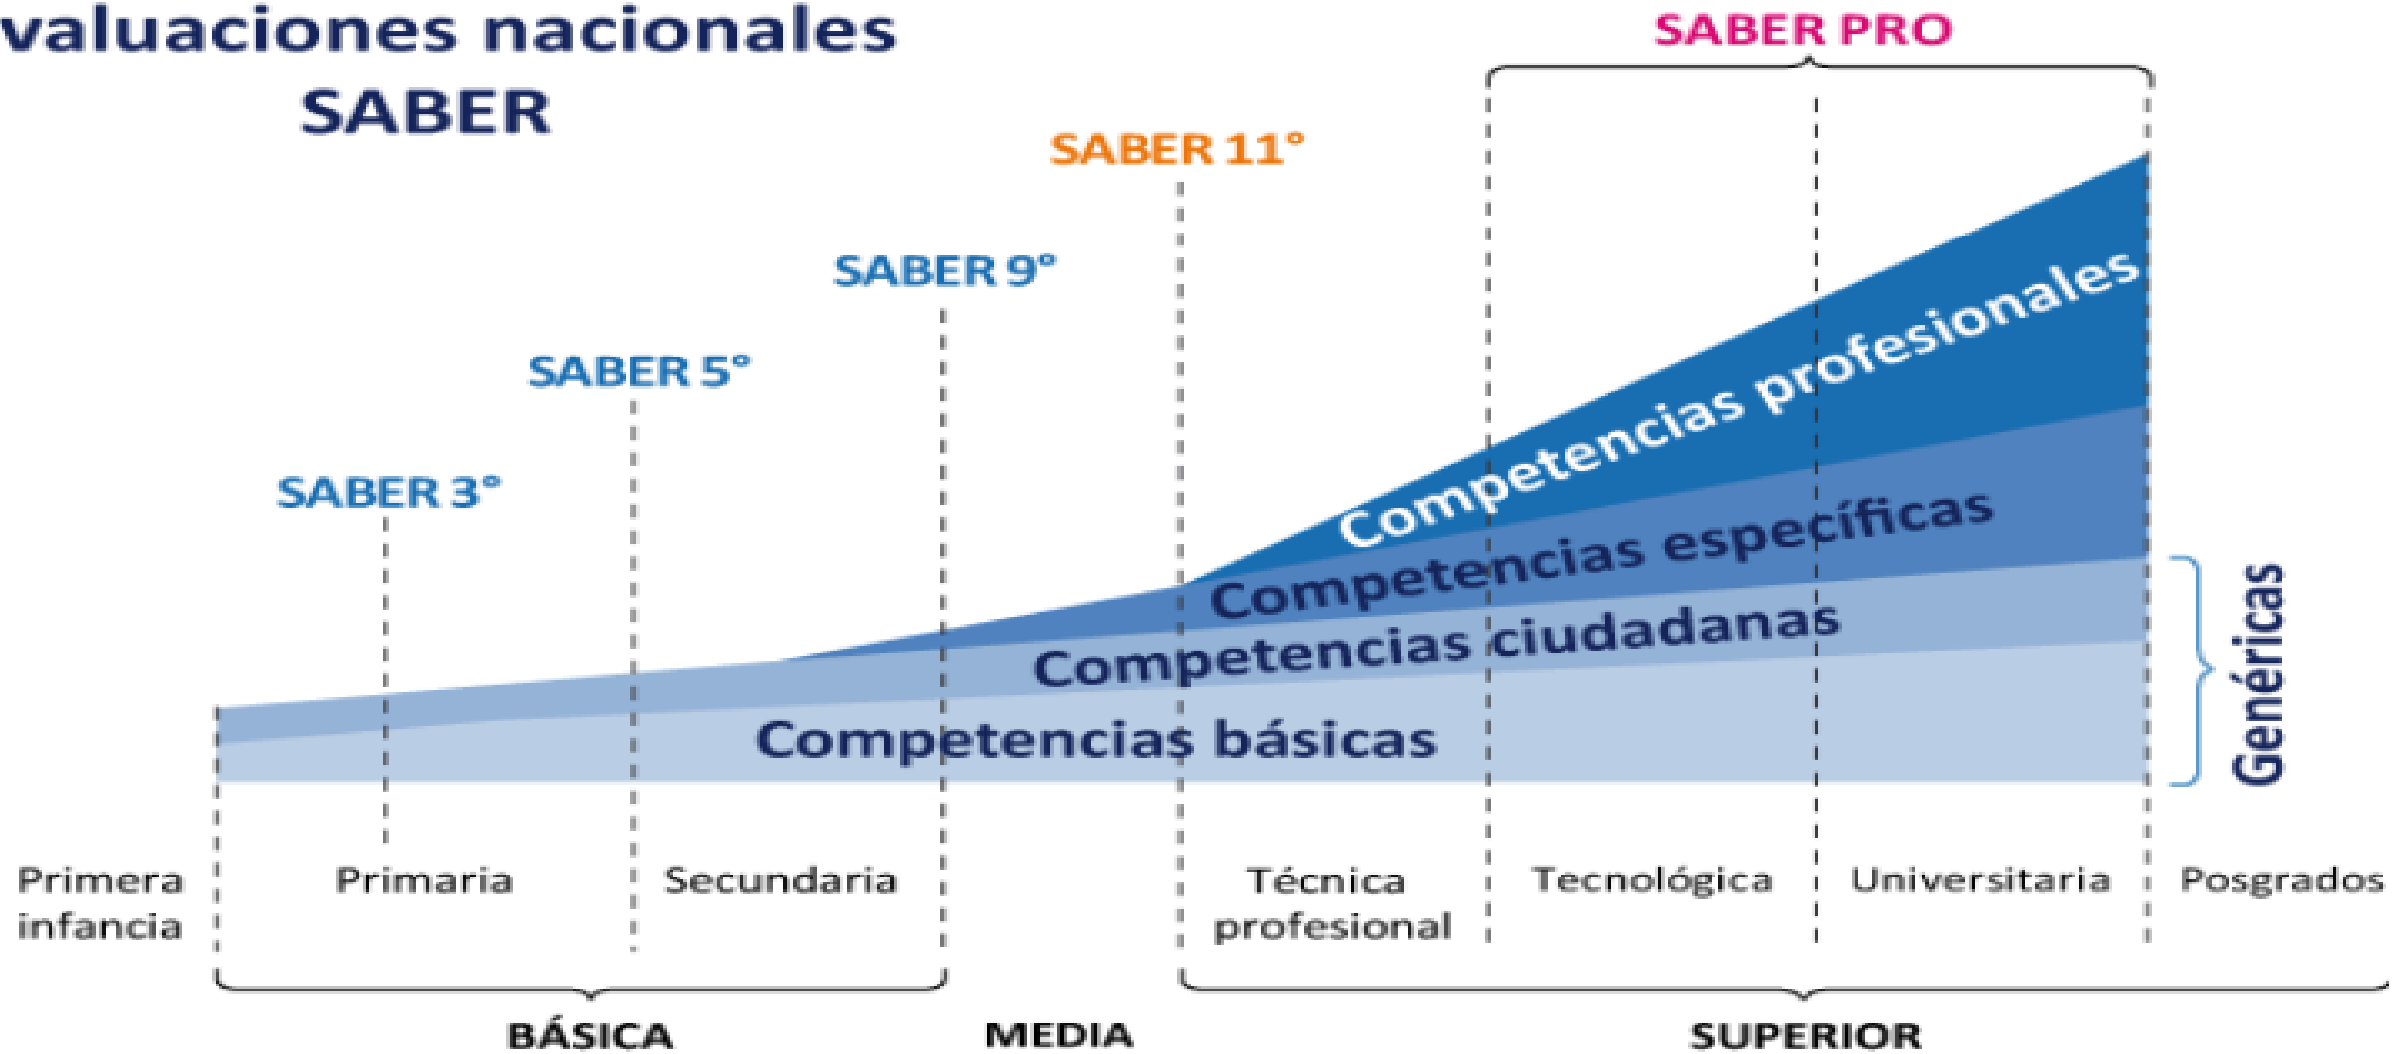 valuaciones nacionales
SABER
SABER PRO
SABER 11°
SABER 9°
SABER 5°
SABER 3°
Competencias profesionales
Competencias específicas
Competencias ciudadanas
Competencias básicas
Genéricas
Primera
infancia
Primaria
Secundaria
Técnica
profesional
Tecnológica
Universitaria
Posgrados
BÁSICA
MEDIA
SUPERIOR